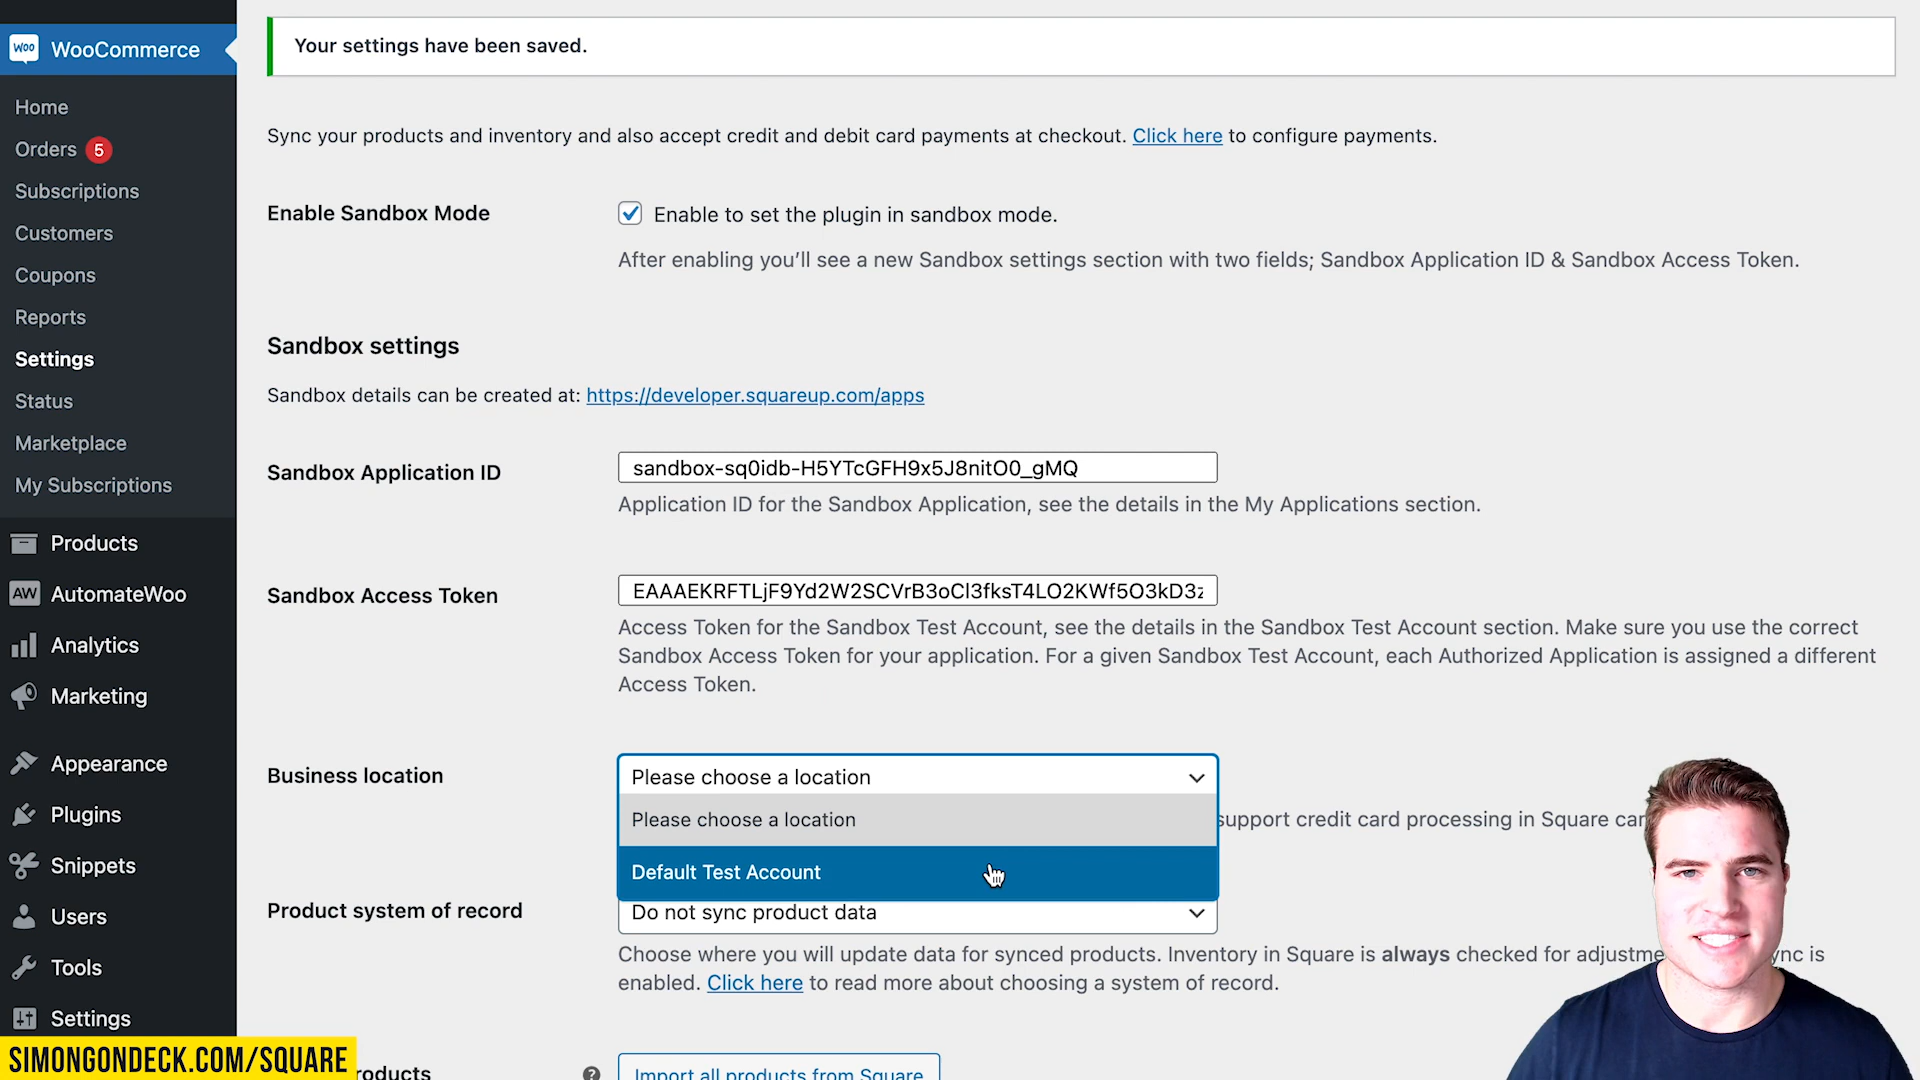 WOO WooCommerce
Home
Orders 5
Subscriptions
Customers
Coupons
Reports
Settings
Status
Marketplace
My Subscriptions
Products
AW AutomateWoo
Analytics
Marketing
Appearance
Plugins
Snippets
Users
Tools
Settings
SIMONGONDECK.COM/SQUARE
Your settings have been saved.
Sync your products and inventory and also accept credit and debit card payments at checkout. Click here to configure payments.
Enable Sandbox Mode
Enable to set the plugin in sandbox mode.
After enabling you'll see a new Sandbox settings section with two fields; Sandbox Application ID & Sandbox Access Token.
Sandbox settings
Sandbox details can be created at: https://developer.squareup.com/apps
Sandbox Application ID
sandbox-sq0idb-H5YTcGFH9x5J8nitO0_gMQ
Application ID for the Sandbox Application, see the details in the My Applications section.
Sandbox Access Token
EAAAEKRFTLjF9Yd2W2SCVrB3oCl3fksT4LO2KWf5O3kD3z
Access Token for the Sandbox Test Account, see the details in the Sandbox Test Account section. Make sure you use the correct
Sandbox Access Token for your application. For a given Sandbox Test Account, each Authorized Application is assigned a different
Access Token.
Business location
Please choose a location
Please choose a location
support credit card processing in Square can
Default Test Account
Product system of record
Do not sync product data
Choose where you will update data for synced products. Inventory in Square is always checked for adjustme ync is
enabled. Click here to read more about choosing a system of record.
roducts
?
Import all products from Square